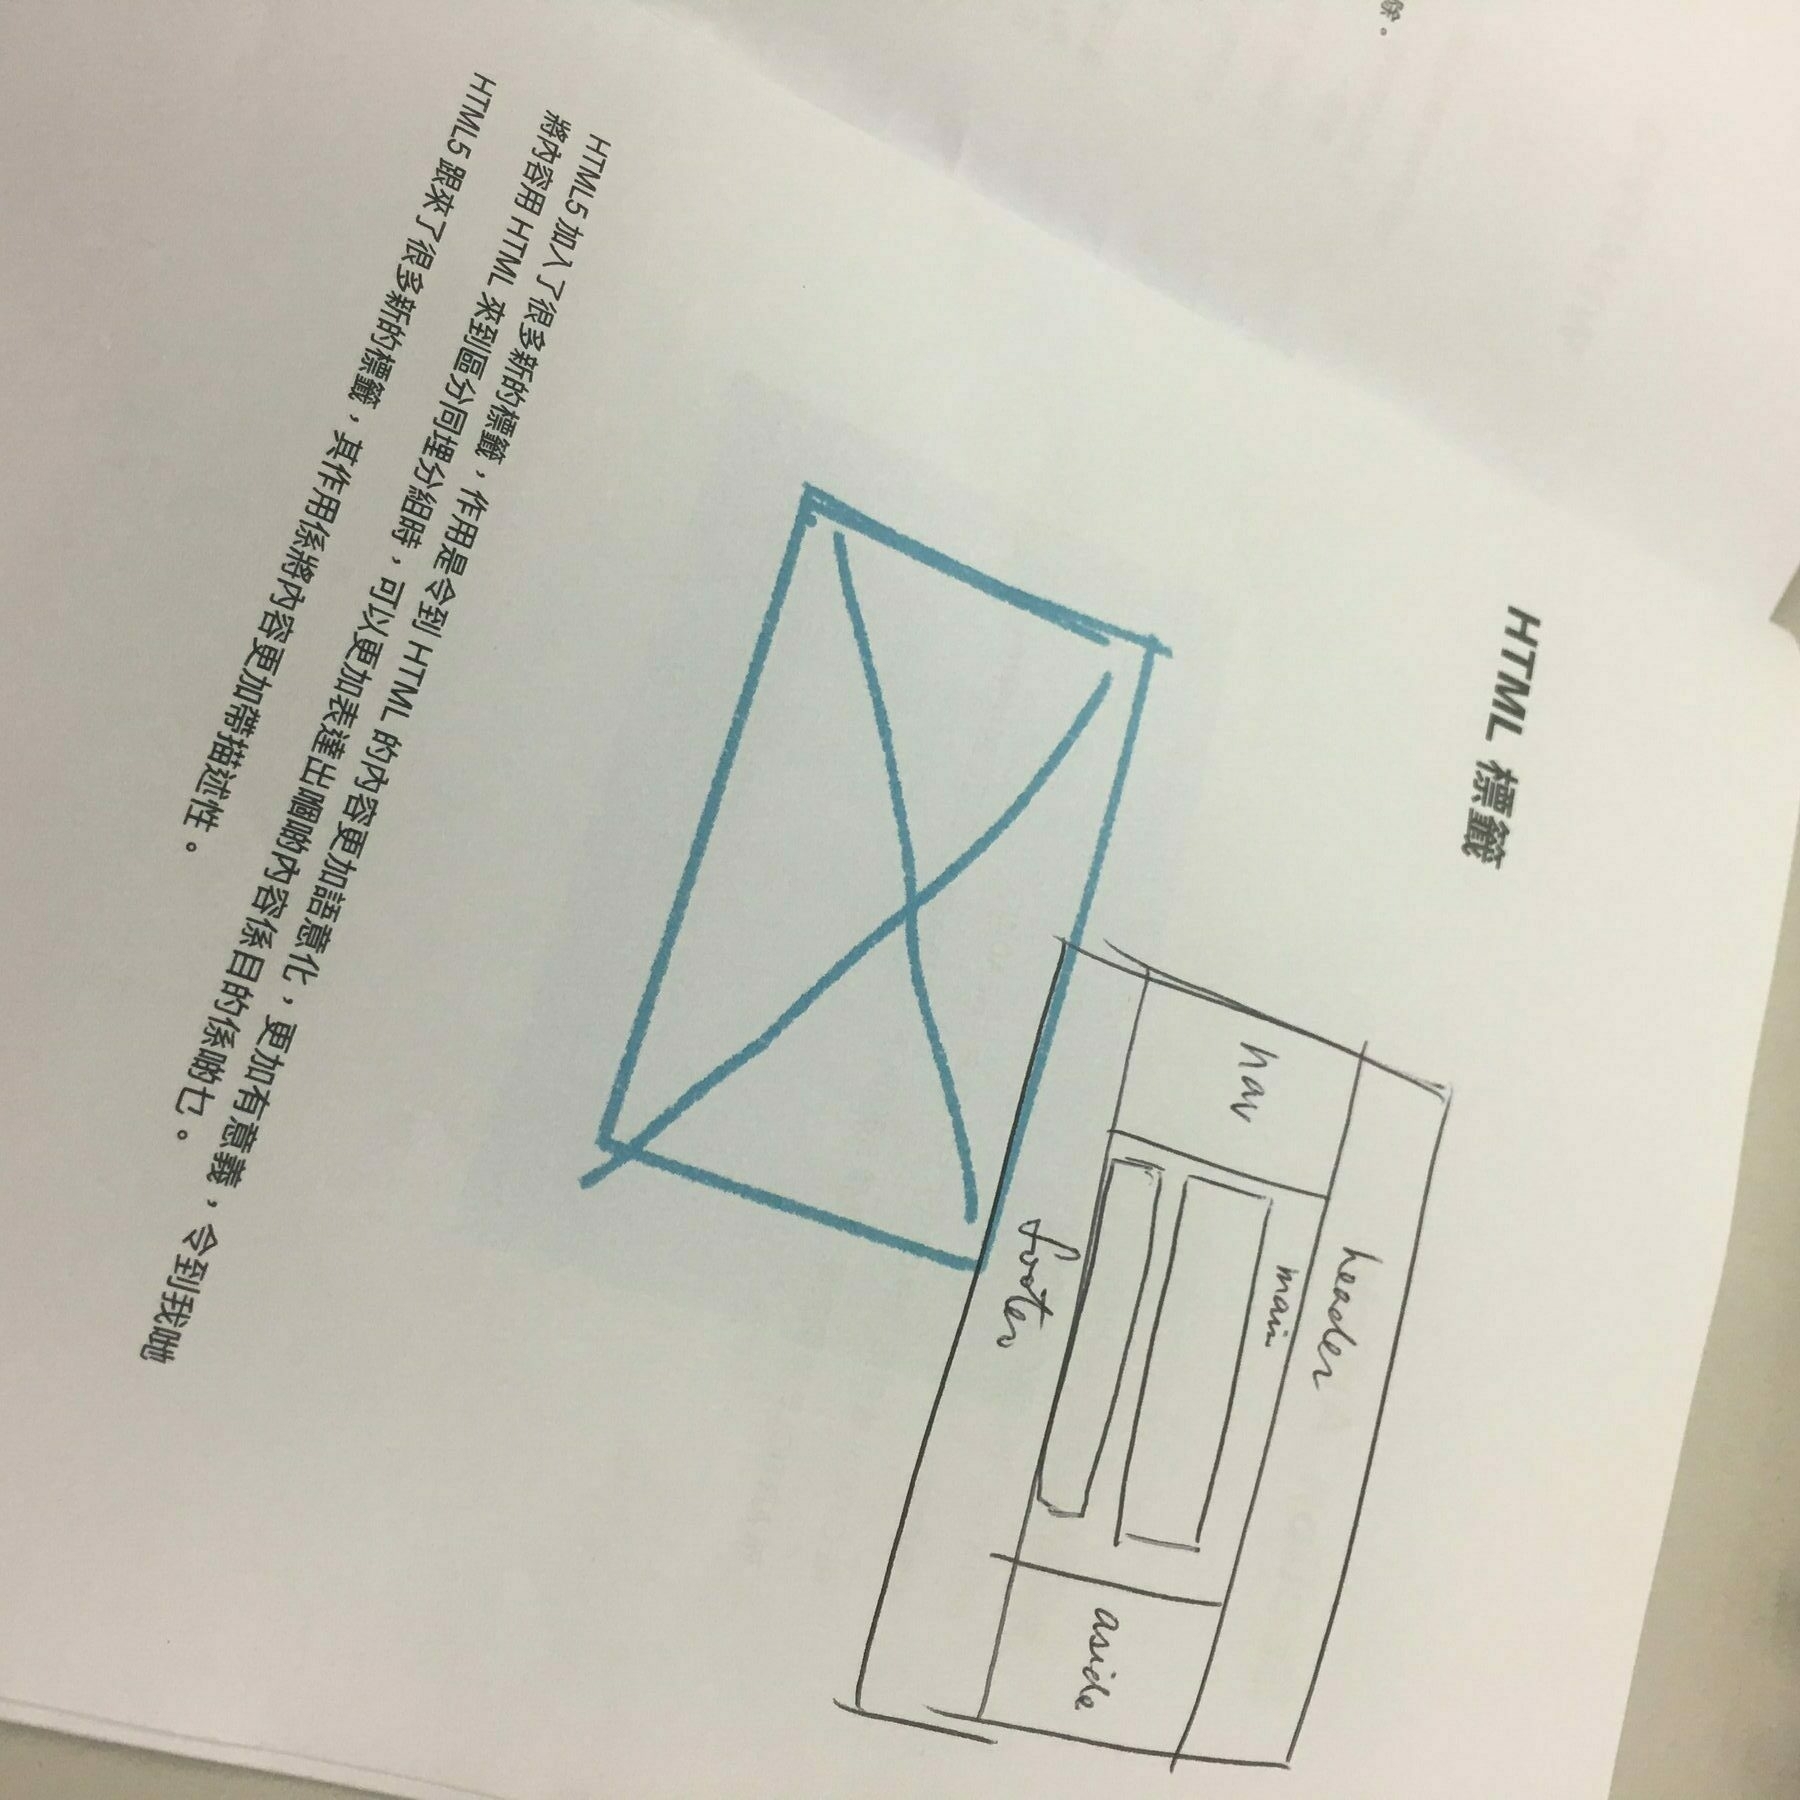 HTML 標籤
header
nav
main
aside
footer
HTML5 加入了很多新的標籤，作用是令到 HTML 的內容更加語意化，更加有意義，令到我哋
將內容用 HTML 來到區分同埋分組時，可以更加表達出嗰啲內容係目的係啲乜。
HTML5 跟來了很多新的標籤，其作用係將內容更加帶描述性。